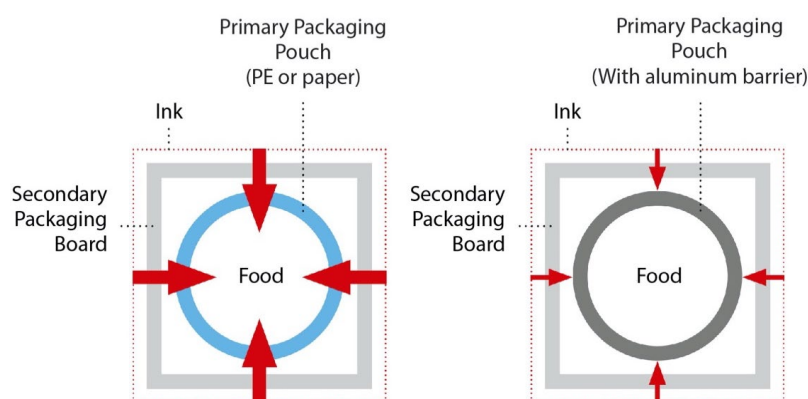 Primary Packaging
Pouch
(PE or paper)
Ink
Secondary
Packaging
Board
Food
Primary Packaging
Pouch
(With aluminum barrier)
Ink
Secondary
Packaging
Board
Food